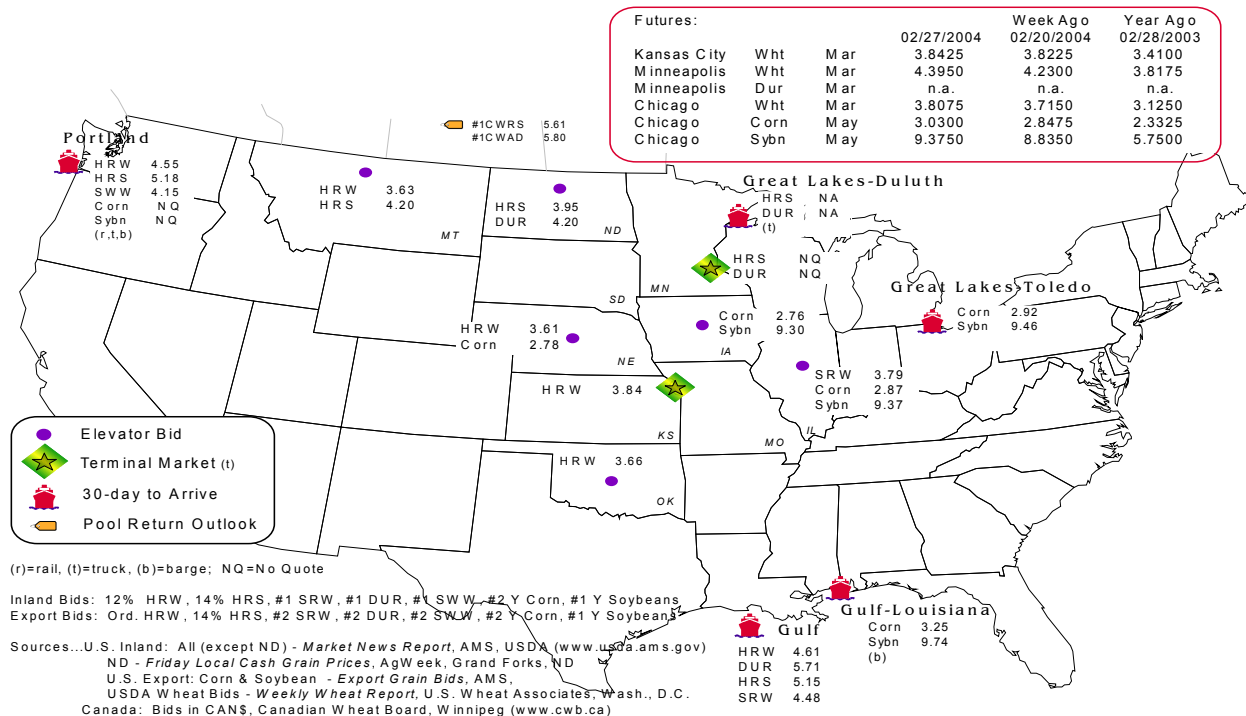 Futures: Week Ago Year Ago
02/27/2004 02/20/2004 02/28/2003
Kansas City Wht Mar 3.8425 3.8225 3.4100
Minneapolis Wht Mar 4.3950 4.2300 3.8175
Minneapolis Dur Mar n.a. n.a. n.a.
Chicago Wht Mar 3.8075 3.7150 3.1250
Chicago Corn May 3.0300 2.8475 2.3325
Chicago Sybn May 9.3750 8.8350 5.7500
#1CWRS 5.61
#1CWAD 5.80
Portland
HRW 4.55
HRS 5.18
SWW 4.15
Corn NQ
Sybn NQ
(r,t,b)
HRW 3.63
HRS 4.20
MT
HRS 3.95
DUR 4.20
ND
Great Lakes-Duluth
HRS NA
DUR NA
(t)
HRS NQ
DUR NQ
MN
SD
Great Lakes-Toledo
Corn 2.92
Sybn 9.46
Corn 2.76
Sybn 9.30
IA
HRW 3.61
Corn 2.78
NE
SRW 3.79
Corn 2.87
Sybn 9.37
IL
HRW 3.84
KS
MO
HRW 3.66
OK
Elevator Bid
Terminal Market (t)
30-day to Arrive
Pool Return Outlook
(r)=rail, (t)=truck, (b)=barge; NQ=No Quote
Inland Bids: 12% HRW, 14% HRS, #1 SRW, #1 DUR, #1 SWW, #2 Y Corn, #1 Y Soybeans
Export Bids: Ord. HRW, 14% HRS, #2 SRW, #2 DUR, #2 SWW, #2 Y Corn, #1 Y Soybeans
Sources...U.S. Inland: All (except ND) - Market News Report, AMS, USDA (www.usda.ams.gov)
ND - Friday Local Cash Grain Prices, AgWeek, Grand Forks, ND
U.S. Export: Corn & Soybean - Export Grain Bids, AMS,
USDA Wheat Bids - Weekly Wheat Report, U.S. Wheat Associates, Wash., D.C.
Canada: Bids in CAN$, Canadian Wheat Board, Winnipeg (www.cwb.ca)
Gulf
HRW 4.61
DUR 5.71
HRS 5.15
SRW 4.48
Gulf-Louisiana
Corn 3.25
Sybn 9.74
(b)